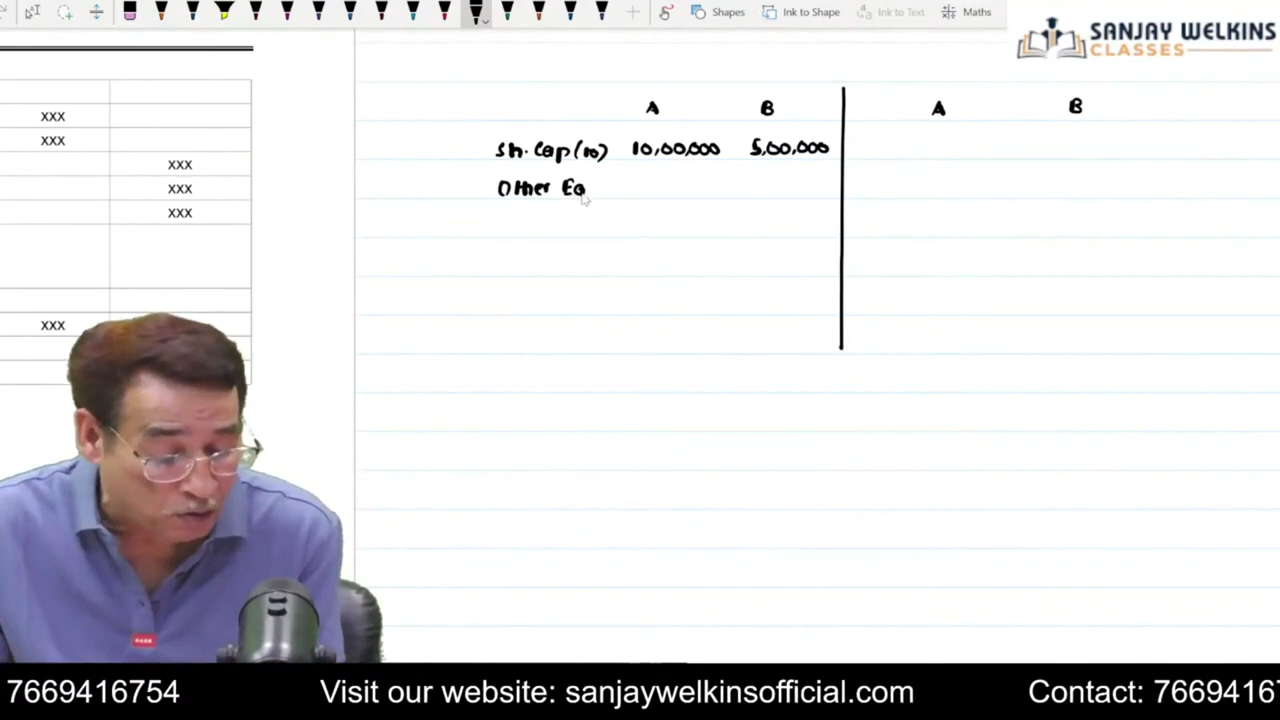 Shapes Ink to Shape Ink to Text Maths
SANJAY WELKINS
CLASSES
XXX
XXX
XXX
XXX
XXX
XXX
A B A B
Sh. Cap (10) 10,00,000 5,00,000
Other Eq
7669416754 Visit our website: sanjaywelkinsofficial.com Contact: 76694167